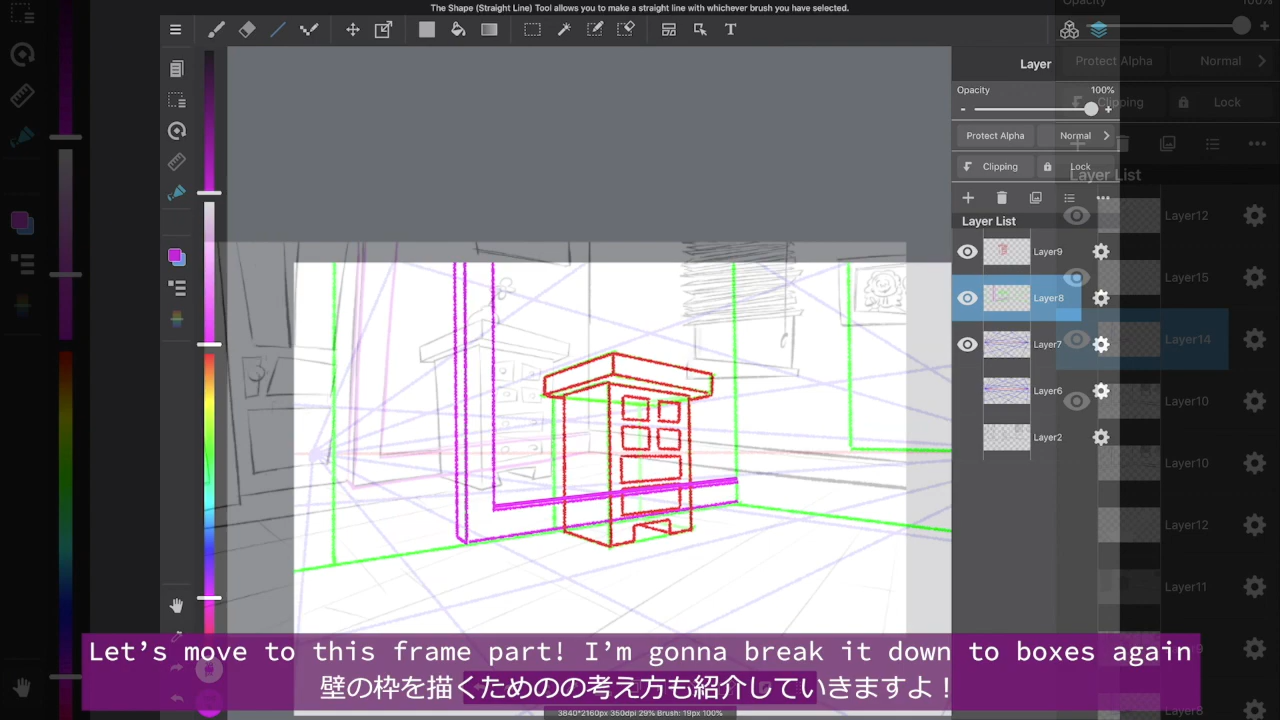 The Shape (Straight Line) Tool allows you to make a straight line with whichever brush you have selected.
Opacity
100%
Layer
Opacity
100%
-
+
Protect Alpha
Normal
Clipping
Lock
Layer List
Layer9
Layer8
Layer7
Layer6
Layer2
Protect Alpha
Normal
Clipping
Lock
Layer List
Layer12
Layer15
Layer14
Layer10
Layer10
Layer12
Layer11
Layer8
Let's move to this frame part! I'm gonna break it down to boxes again
壁の枠を描くためのの考え方も紹介していきますよ！
3840*2160px 350dpi 29% Brush: 19px 100%